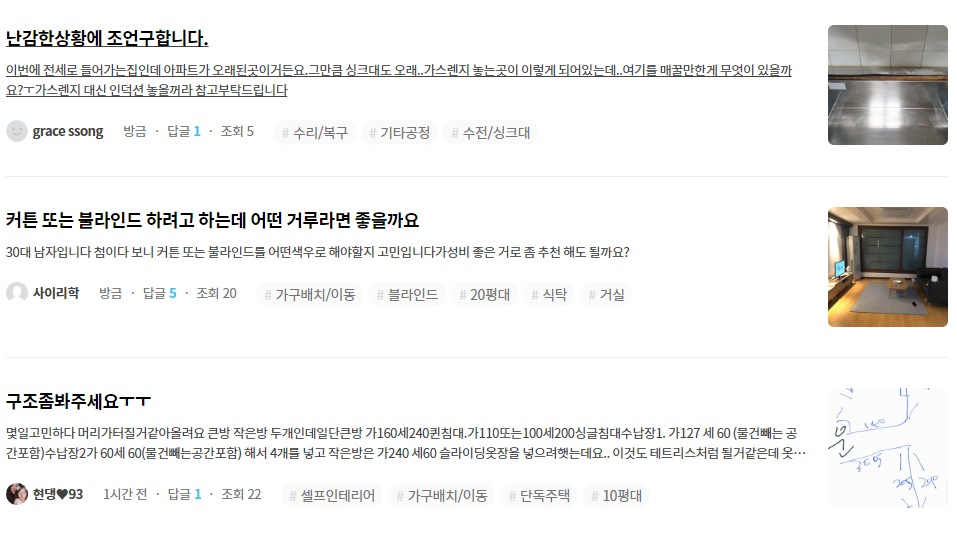 난감한상황에 조언구합니다.
이번에 전세로 들어가는집인데 아파트가 오래된곳이거든요.그만큼 싱크대도 오래..가스렌지 놓는곳이 이렇게 되어있는데..여기를 매꿀만한게 무엇이 있을까
요?ㅜ가스렌지 대신 인덕션 놓을꺼라 참고부탁드립니다
grace ssong 방금 · 답글 1 · 조회 5 # 수리/복구 # 기타공정 # 수전/싱크대
커튼 또는 블라인드 하려고 하는데 어떤 거루라면 좋을까요
30대 남자입니다 첨이다 보니 커튼 또는 블라인드를 어떤색우로 해야할지 고민입니다가성비 좋은 거로 좀 추천 해도 될까요?
사이리학 방금 · 답글 5 · 조회 20 # 가구배치/이동 # 블라인드 # 20평대 # 식탁 # 거실
구조좀봐주세요ㅜㅜ
몇일고민하다 머리가터질거같아올려요 큰방 작은방 두개인데일단큰방 가160세240퀸침대.가110또는100세200싱글침대수납장1. 가127 세 60 (물건빼는 공
간포함)수납장2가 60세 60(물건빼는공간포함) 해서 4개를 넣고 작은방은 가240 세60 슬라이딩옷장을 넣으려햇는데요.. 이것도 테트리스처럼 될거같은데 옷…
현댕♥93 1시간 전 · 답글 1 · 조회 22 # 셀프인테리어 # 가구배치/이동 # 단독주택 # 10평대
문